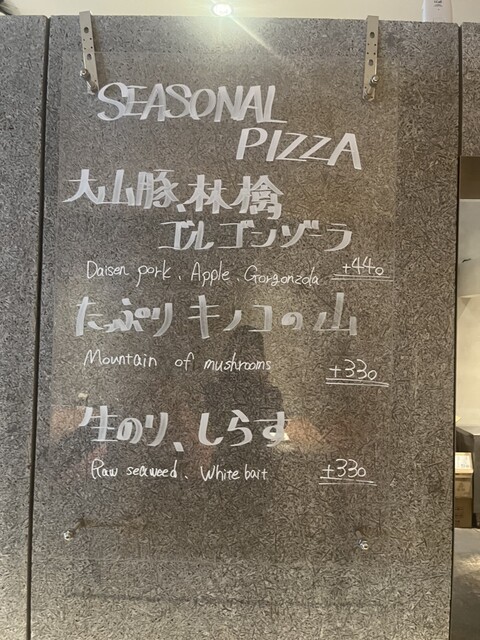 SEASONAL
PIZZA
大山豚、林檎
ゴルゴンゾーラ
Daisen pork、Apple、Gorgonzola +440
たっぷりキノコの山
Mountain of mushrooms +330
生のり、しらす
Raw seaweed、White bait +330